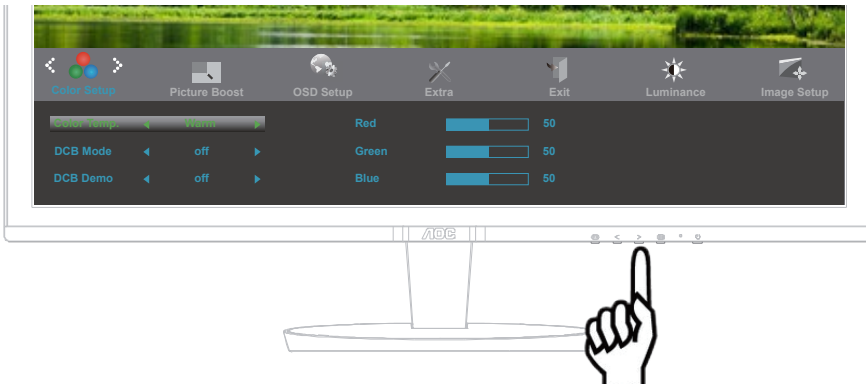 Color Setup Picture Boost OSD Setup Extra Exit Luminance Image Setup
Color Temp. Warm Red 50
DCB Mode off Green 50
DCB Demo off Blue 50
AOC